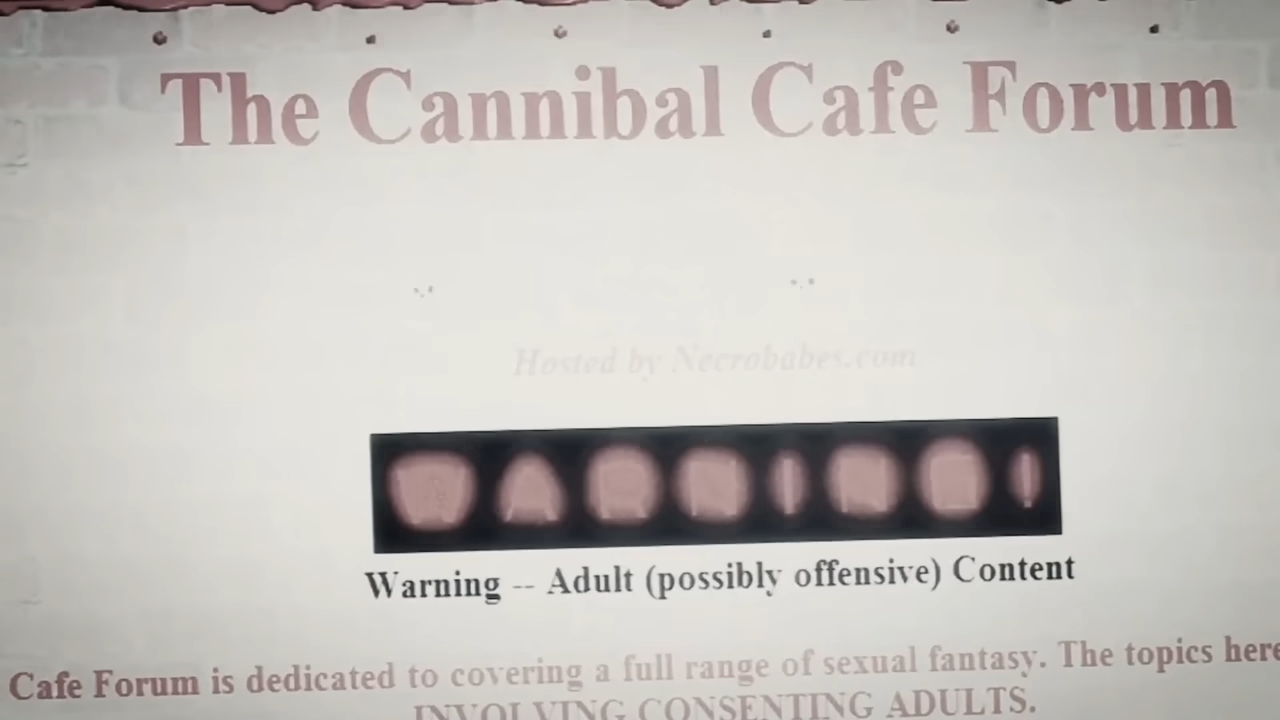 The Cannibal Cafe Forum
Hosted by Necrobabes.com
Warning -- Adult (possibly offensive) Content
Cafe Forum is dedicated to covering a full range of sexual fantasy. The topics here
INVOLVING CONSENTING ADULTS.